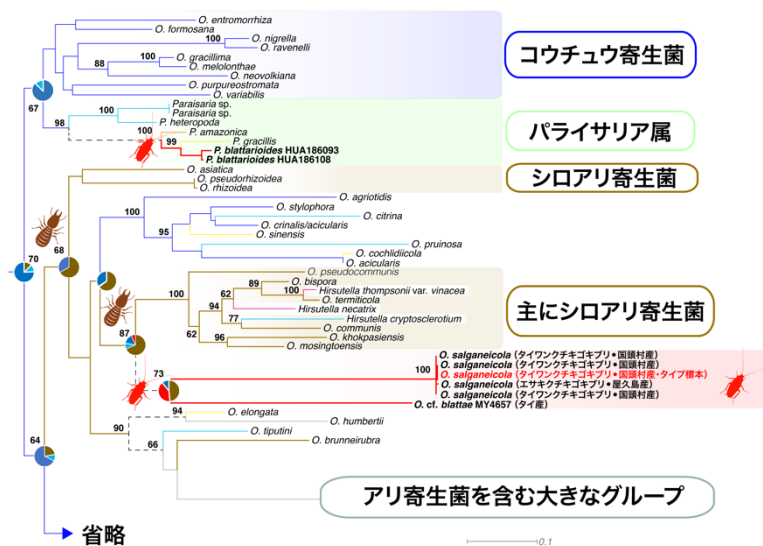 O. entromorrhiza
O. formosana
100
O. nigrella
O. ravenelli
100
O. gracillima
88
O. melolonthae
O. neovolkiana
O. purpureostromata
O. variabilis
67
コウチュウ寄生菌
Paraisaria sp.
100
Paraisaria sp.
98
P. heteropoda
100
P. amazonica
99
P. gracillis
P. blattarioides HUA186093
P. blattarioides HUA186108
パライサリア属
O. asiatica
O. pseudorhizoidea
O. rhizoidea
シロアリ寄生菌
68
70
O. agriotidis
100
O. stylophora
O. citrina
95
O. crinalis/acicularis
O. sinensis
O. pruinosa
O. cochlidiicola
O. acicularis
O. pseudocommunis
100
89
O. bispora
100
Hirsutella thompsonii var. vinacea
62
O. termiticola
94
Hirsutella necatrix
77
Hirsutella cryptosclerotium
87
62
O. communis
96
O. khokpasiensis
O. mosingtoensis
主にシロアリ寄生菌
O. salganeicola (タイワンクチキゴキブリ・国頭村産)
O. salganeicola (タイワンクチキゴキブリ・国頭村産)
73
100
O. salganeicola (タイワンクチキゴキブリ・国頭村産・タイプ標本)
O. salganeicola (エサキクチキゴキブリ・屋久島産)
O. salganeicola (タイワンクチキゴキブリ・国頭村産)
O. cf. blattae MY4657 (タイ産)
94
O. elongata
O. humbertii
90
66
O. tiputini
O. brunneirubra
64
アリ寄生菌を含む大きなグループ
省略
0.1